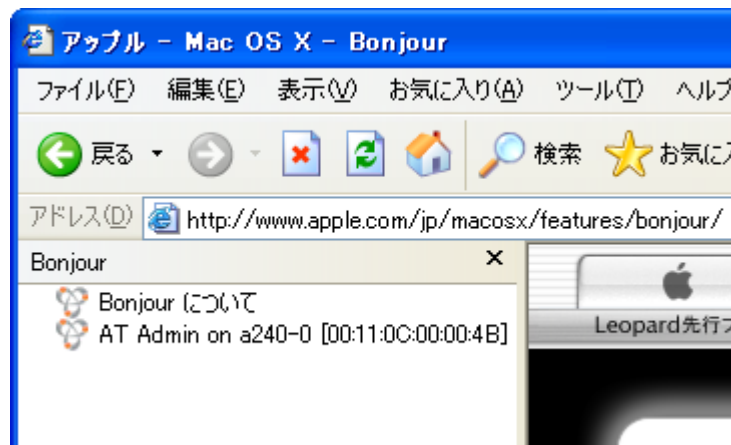 アップル - Mac OS X - Bonjour
ファイル(F) 編集(E) 表示(V) お気に入り(A) ツール(T) ヘルプ
戻る 検索 お気に入
アドレス(D) http://www.apple.com/jp/macosx/features/bonjour/
Bonjour ×
Bonjour について
AT Admin on a240-0 [00:11:0C:00:00:4B]
Leopard先行プ